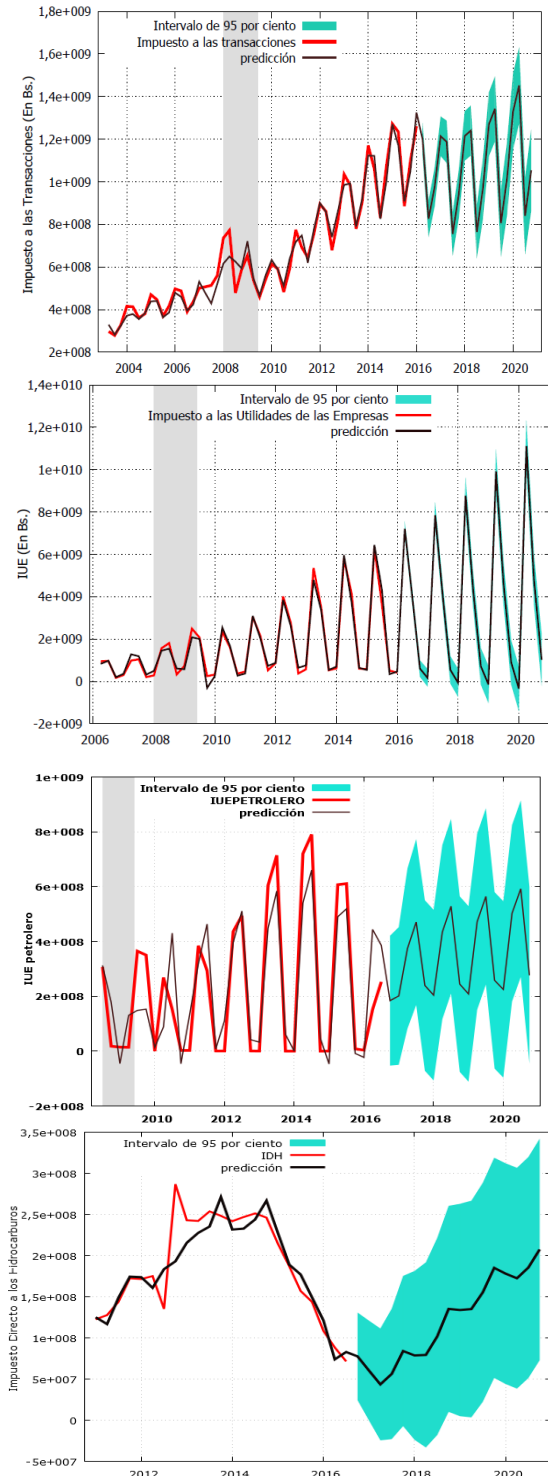 1,8e+009
Intervalo de 95 por ciento
Impuesto a las transacciones
predicción
1,6e+009
1,4e+009
1,2e+009
1e+009
8e+008
6e+008
4e+008
2e+008
Impuesto a las Transacciones (En Bs.)
2004 2006 2008 2010 2012 2014 2016 2018 2020
1,4e+010
Intervalo de 95 por ciento
Impuesto a las Utilidades de las Empresas
predicción
1,2e+010
1e+010
8e+009
6e+009
4e+009
2e+009
0
-2e+009
IUE (En Bs.)
2006 2008 2010 2012 2014 2016 2018 2020
1e+009
Intervalo de 95 por ciento
IUEPETROLERO
predicción
8e+008
6e+008
4e+008
2e+008
0
-2e+008
IUE petrolero
2010 2012 2014 2016 2018 2020
3,5e+008
Intervalo de 95 por ciento
IDH
predicción
3e+008
2,5e+008
2e+008
1,5e+008
1e+008
5e+007
0
-5e+007
Impuesto Directo a los Hidrocarburos
2012 2014 2016 2018 2020